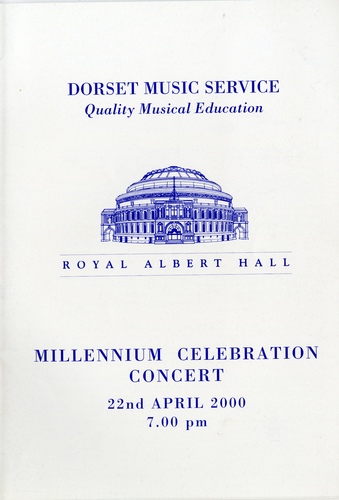 DORSET MUSIC SERVICE
Quality Musical Education
ROYAL ALBERT HALL
MILLENNIUM CELEBRATION
CONCERT
22nd APRIL 2000
7.00 pm